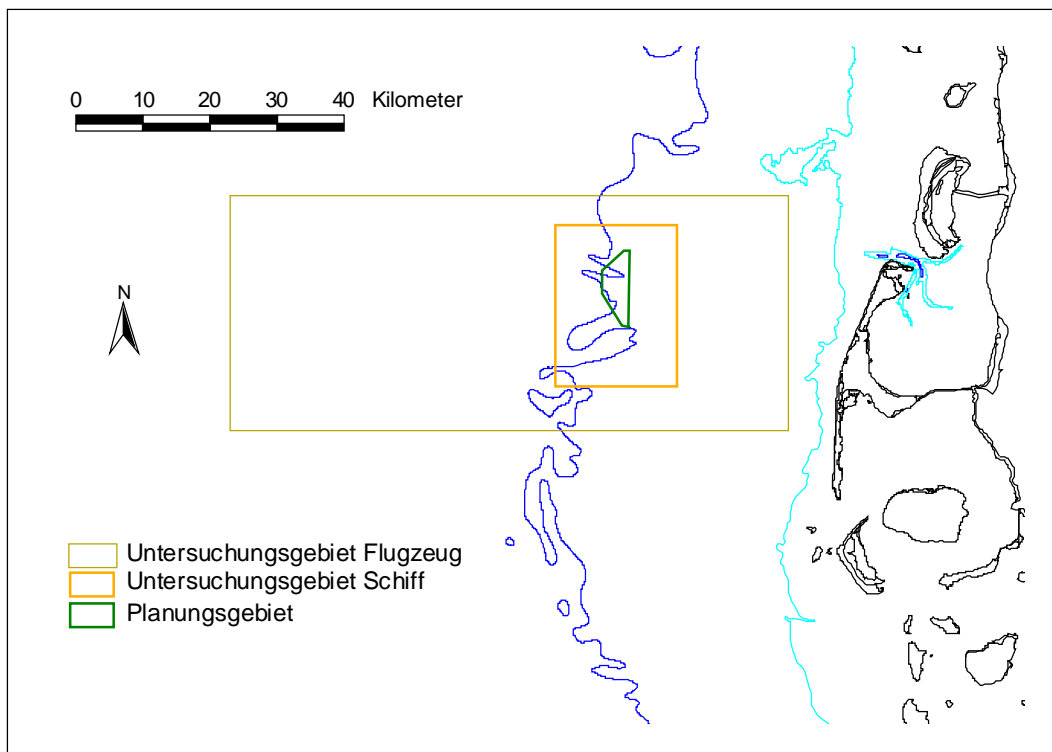 0 10 20 30 40 Kilometer
N
Untersuchungsgebiet Flugzeug
Untersuchungsgebiet Schiff
Planungsgebiet